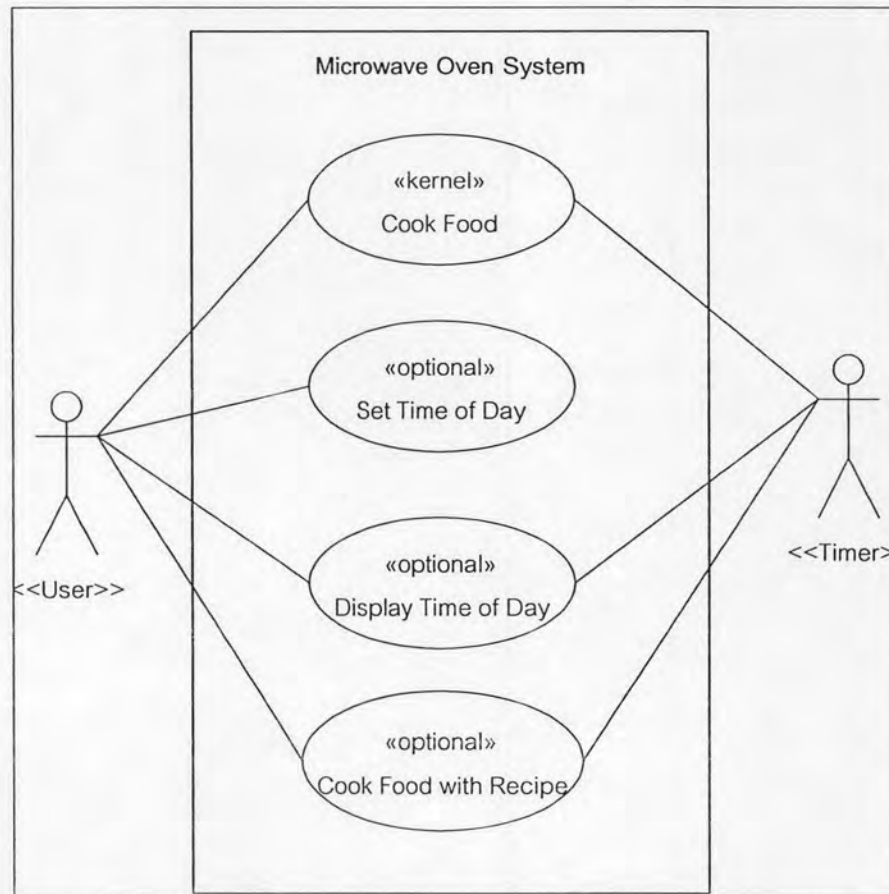 Microwave Oven System
«kernel»
Cook Food
«optional»
Set Time of Day
«optional»
Display Time of Day
«optional»
Cook Food with Recipe
<<User>>
<<Timer>